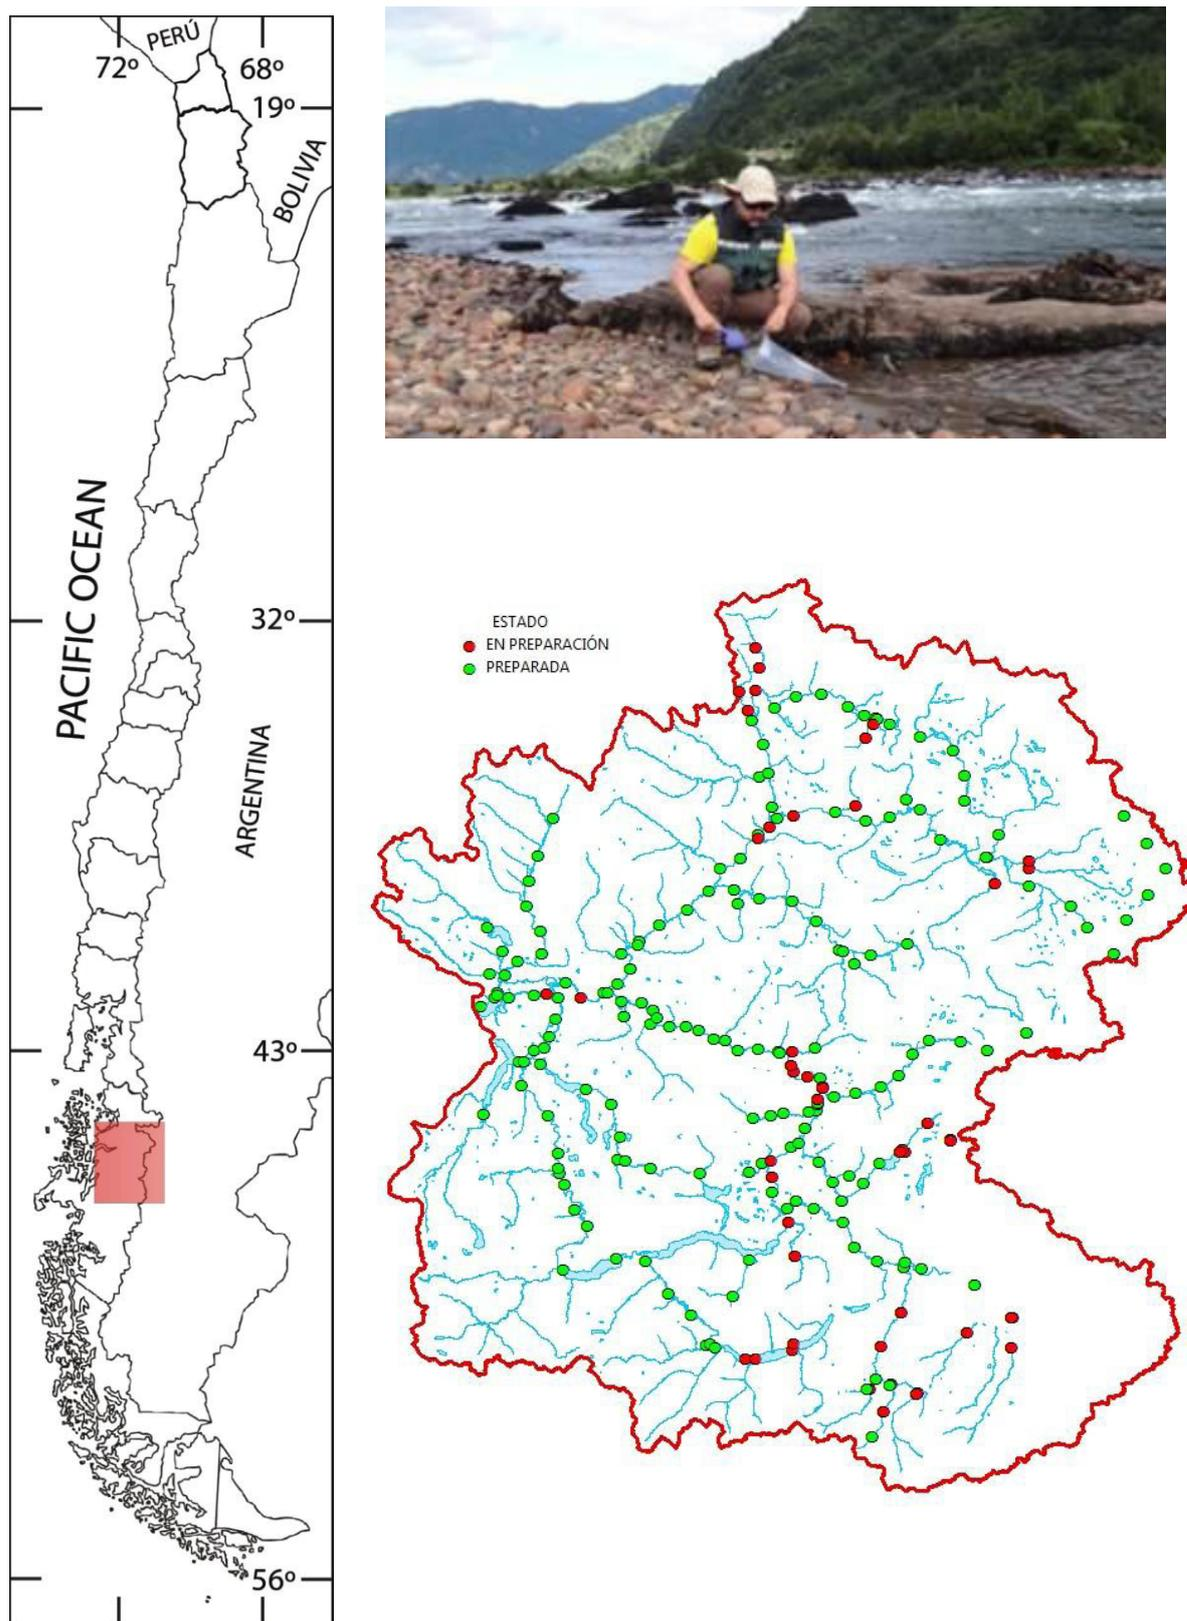 PERÚ
72º
68º
19º
BOLIVIA
PACIFIC OCEAN
32º
ARGENTINA
43º
56º
ESTADO
EN PREPARACIÓN
PREPARADA